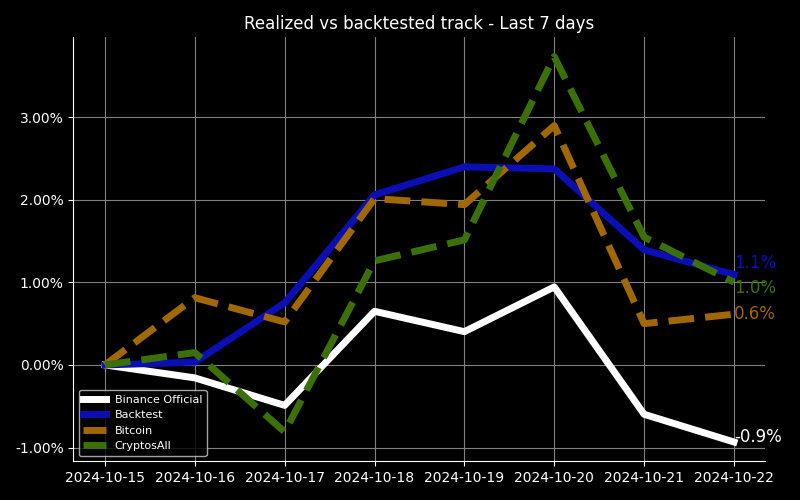 Realized vs backtested track - Last 7 days
3.00%
2.00%
1.00%
0.00%
-1.00%
1.1%
1.0%
0.6%
-0.9%
Binance Official
Backtest
Bitcoin
CryptosAll
2024-10-15 2024-10-16 2024-10-17 2024-10-18 2024-10-19 2024-10-20 2024-10-21 2024-10-22